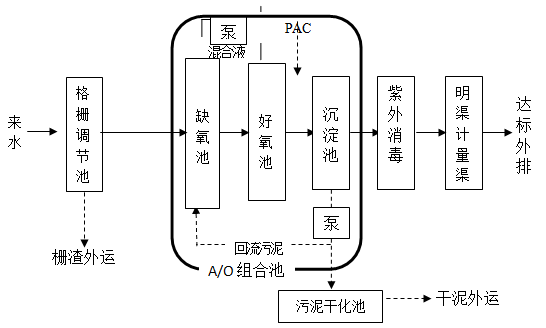 泵
混合液
PAC
来水
格栅调节池
缺氧池
好氧池
沉淀池
紫外消毒
明渠计量渠
达标外排
泵
栅渣外运
回流污泥
A/O 组合池
污泥干化池
干泥外运